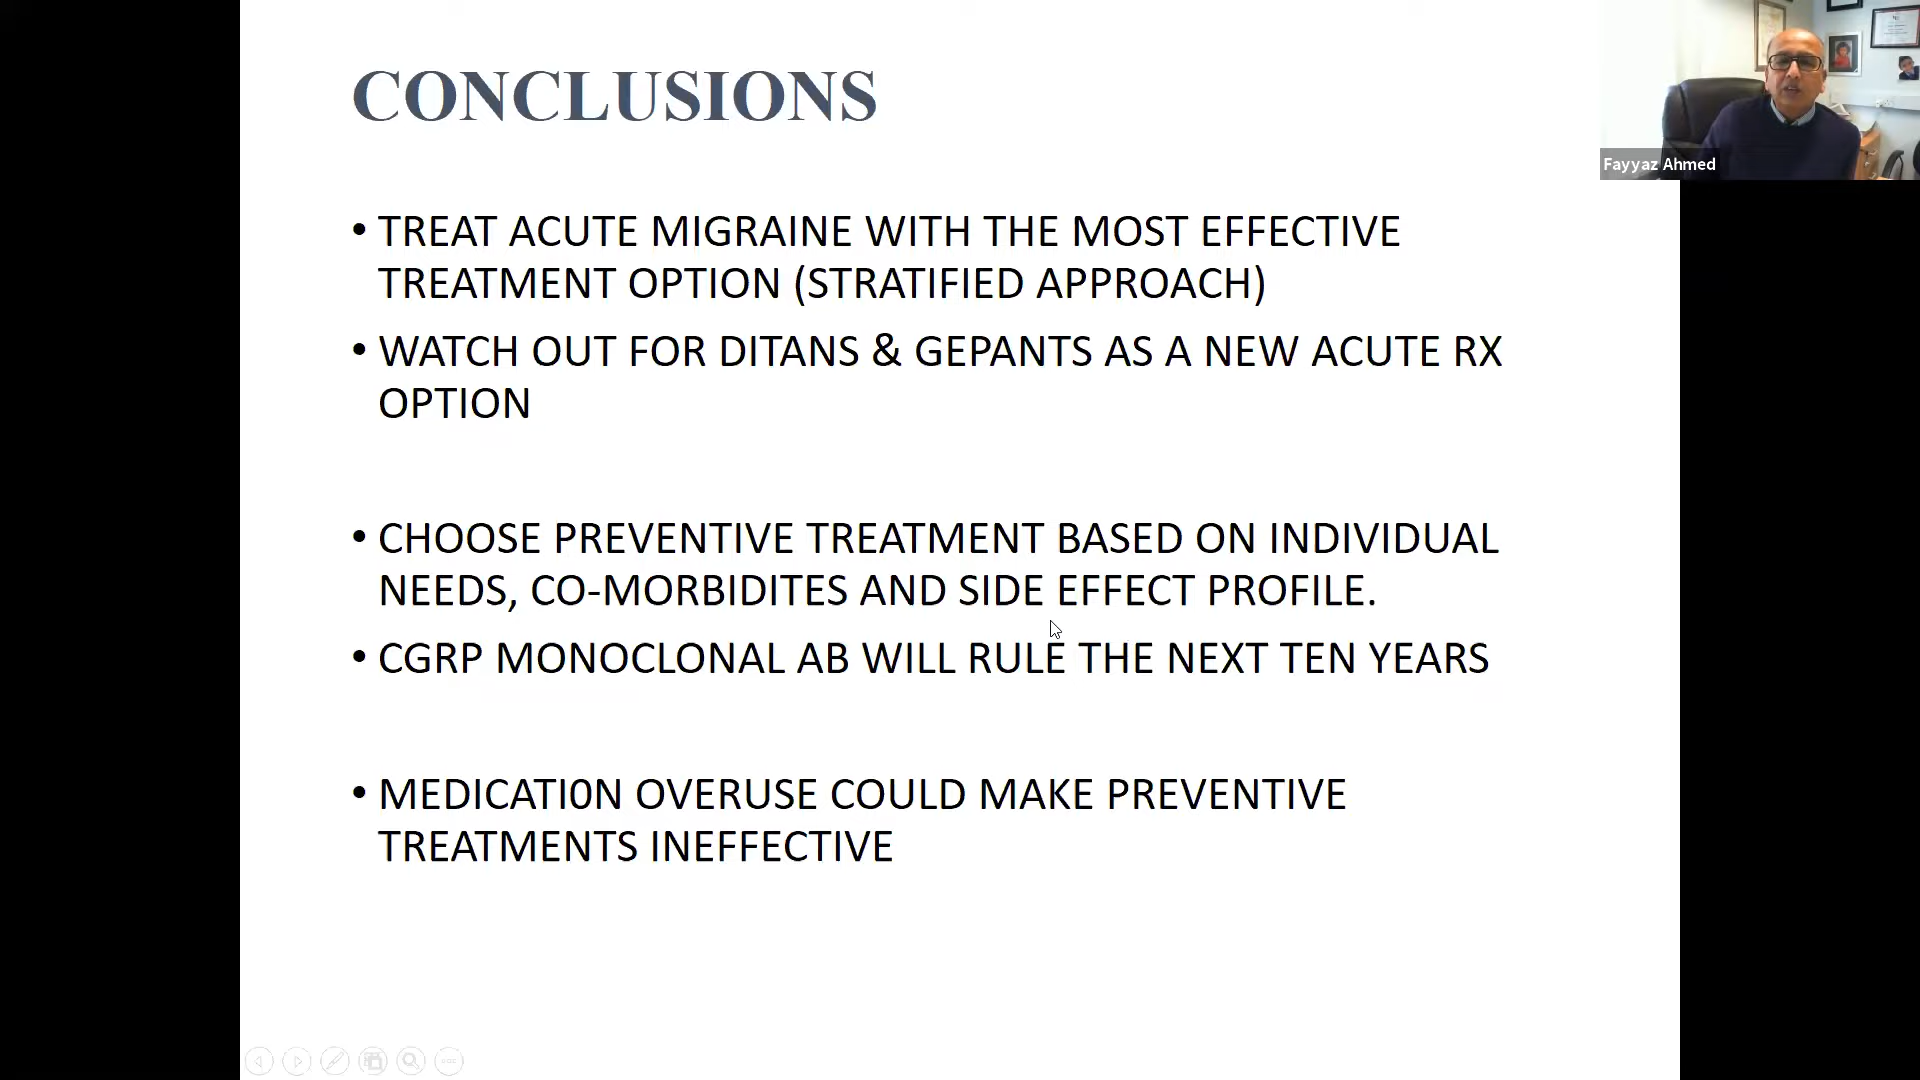 CONCLUSIONS
Fayyaz Ahmed
• TREAT ACUTE MIGRAINE WITH THE MOST EFFECTIVE
TREATMENT OPTION (STRATIFIED APPROACH)
• WATCH OUT FOR DITANS & GEPANTS AS A NEW ACUTE RX
OPTION
• CHOOSE PREVENTIVE TREATMENT BASED ON INDIVIDUAL
NEEDS, CO-MORBIDITES AND SIDE EFFECT PROFILE.
• CGRP MONOCLONAL AB WILL RULE THE NEXT TEN YEARS
• MEDICATI0N OVERUSE COULD MAKE PREVENTIVE
TREATMENTS INEFFECTIVE